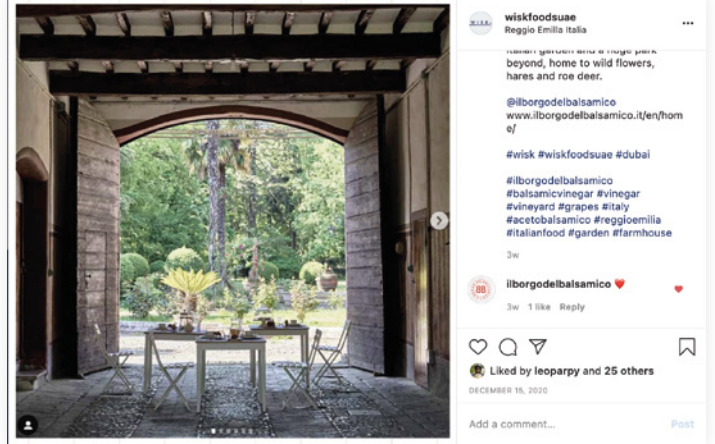 wiskfoodsuae
Reggio Emilia Italia
Italian garden and a huge park
beyond, home to wild flowers,
hares and roe deer.
@ilborgodelbalsamico
www.ilborgodelbalsamico.it/en/hom
e/
#wisk #wiskfoodsuae #dubai
#ilborgodelbalsamico
#balsamicvinegar #vinegar
#vineyard #grapes #italy
#acetobalsamico #reggioemilia
#italianfood #garden #farmhouse
3w
ilborgodelbalsamico ❤️
3w 1 like Reply
Liked by leoparpy and 25 others
DECEMBER 15, 2020
Add a comment...
Post